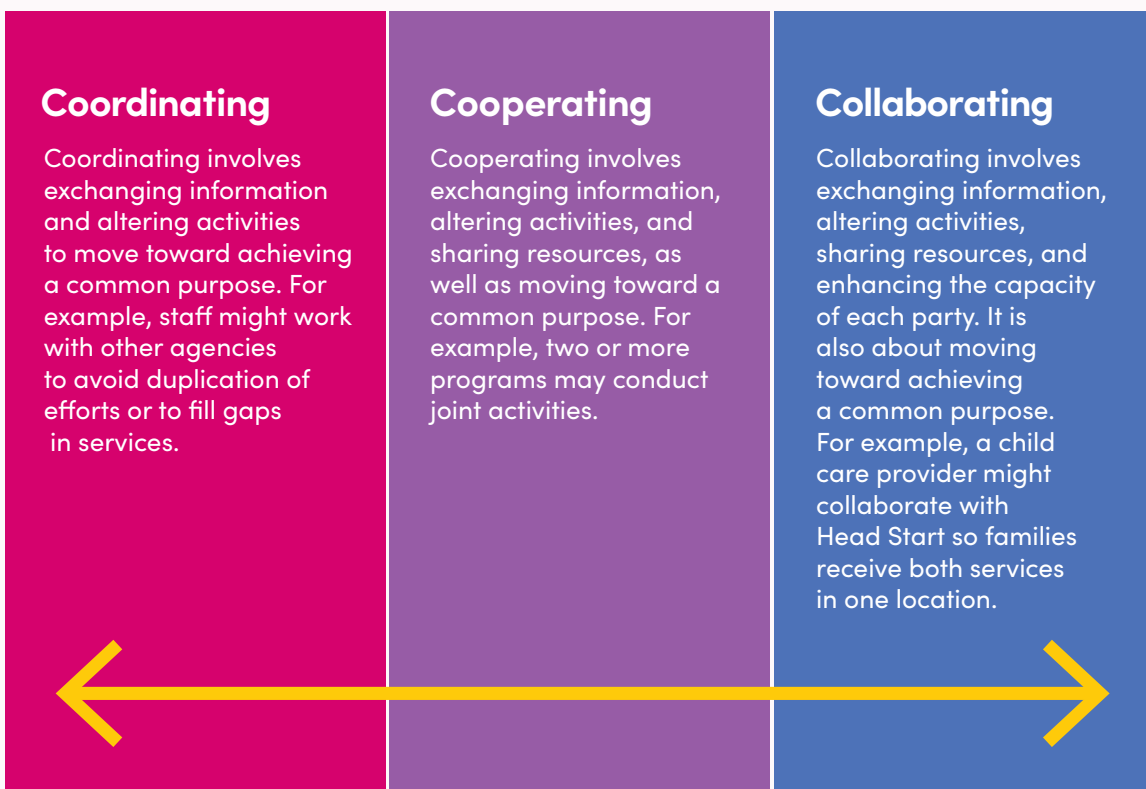 Coordinating
Coordinating involves
exchanging information
and altering activities
to move toward achieving
a common purpose. For
example, staff might work
with other agencies
to avoid duplication of
efforts or to fill gaps
in services.
Cooperating
Cooperating involves
exchanging information,
altering activities, and
sharing resources, as
well as moving toward a
common purpose. For
example, two or more
programs may conduct
joint activities.
Collaborating
Collaborating involves
exchanging information,
altering activities,
sharing resources, and
enhancing the capacity
of each party. It is
also about moving
toward achieving
a common purpose.
For example, a child
care provider might
collaborate with
Head Start so families
receive both services
in one location.